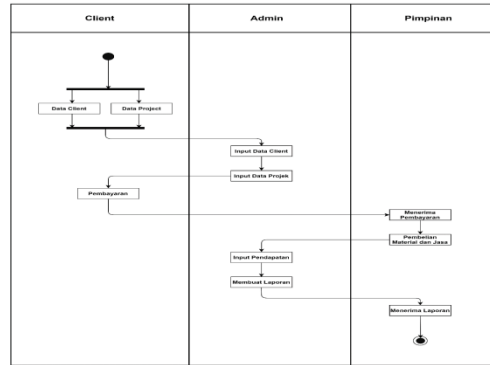 Client
Admin
Pimpinan
Data Client
Data Project
Input Data Client
Input Data Projek
Pembayaran
Menerima
Pembayaran
Pembelian
Material dan Jasa
Input Pendapatan
Membuat Laporan
Menerima Laporan